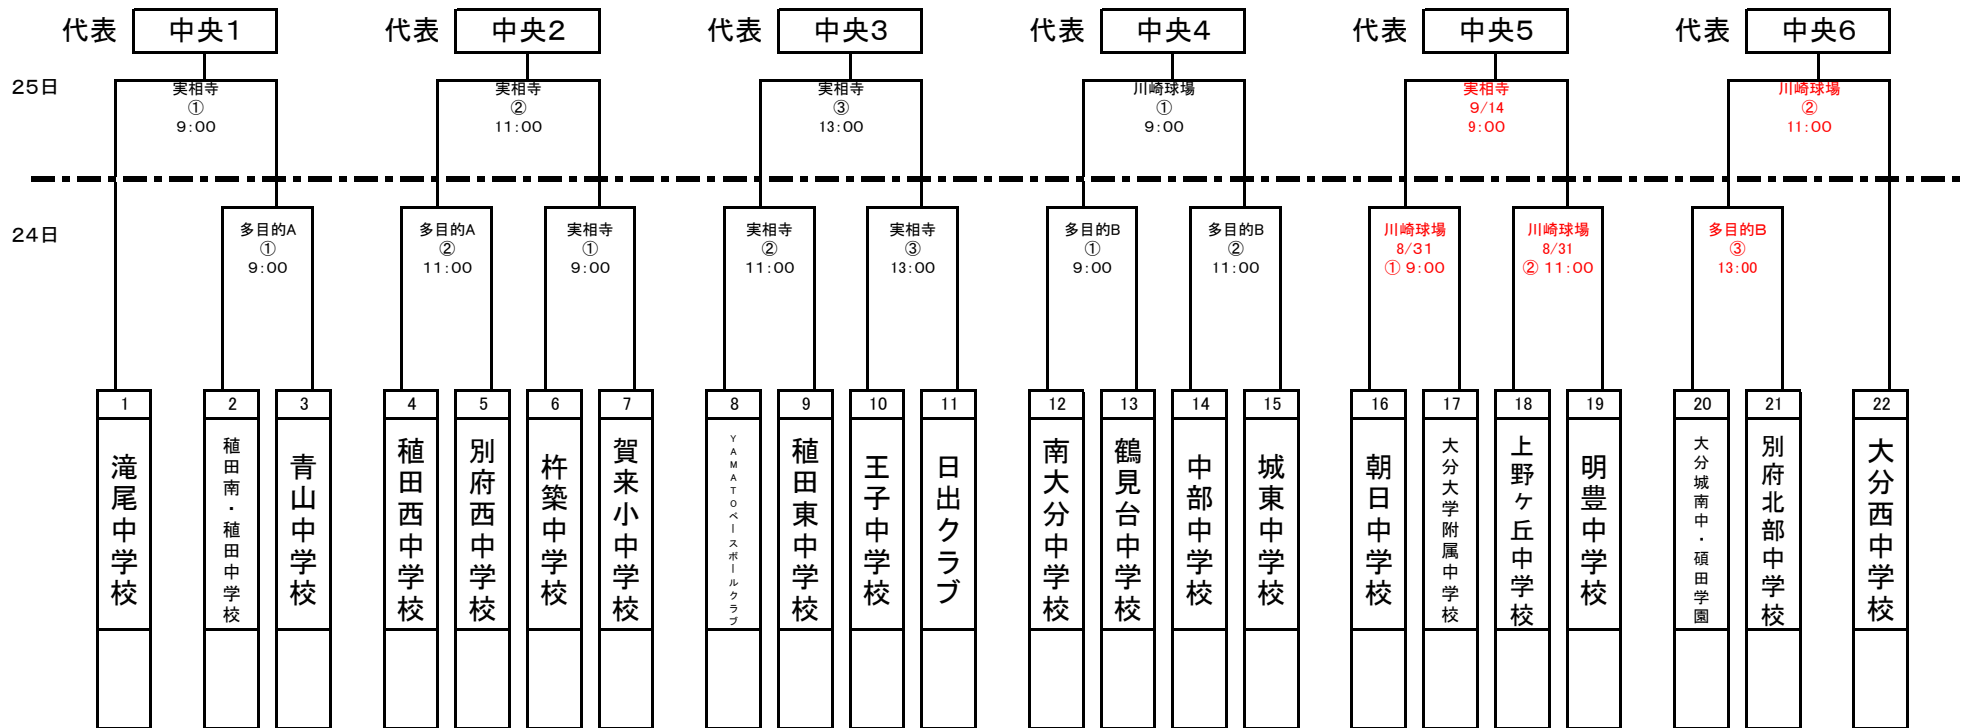 代表 中央1 代表 中央2 代表 中央3 代表 中央4 代表 中央5 代表 中央6
25日
実相寺
①
9:00
実相寺
②
11:00
実相寺
③
13:00
川崎球場
①
9:00
実相寺
9/14
9:00
川崎球場
②
11:00
24日
多目的A
①
9:00
多目的A
②
11:00
実相寺
①
9:00
実相寺
②
11:00
実相寺
③
13:00
多目的B
①
9:00
多目的B
②
11:00
川崎球場
8/31
① 9:00
川崎球場
8/31
② 11:00
多目的B
③
13:00
1
滝尾中学校
2
稙田南・稙田中学校
3
青山中学校
4
稙田西中学校
5
別府西中学校
6
杵築中学校
7
賀来小中学校
8
YAMATOベースボールクラブ
9
稙田東中学校
10
王子中学校
11
日出クラブ
12
南大分中学校
13
鶴見台中学校
14
中部中学校
15
城東中学校
16
朝日中学校
17
大分大学附属中学校
18
上野ヶ丘中学校
19
明豊中学校
20
大分城南中・碩田学園
21
別府北部中学校
22
大分西中学校